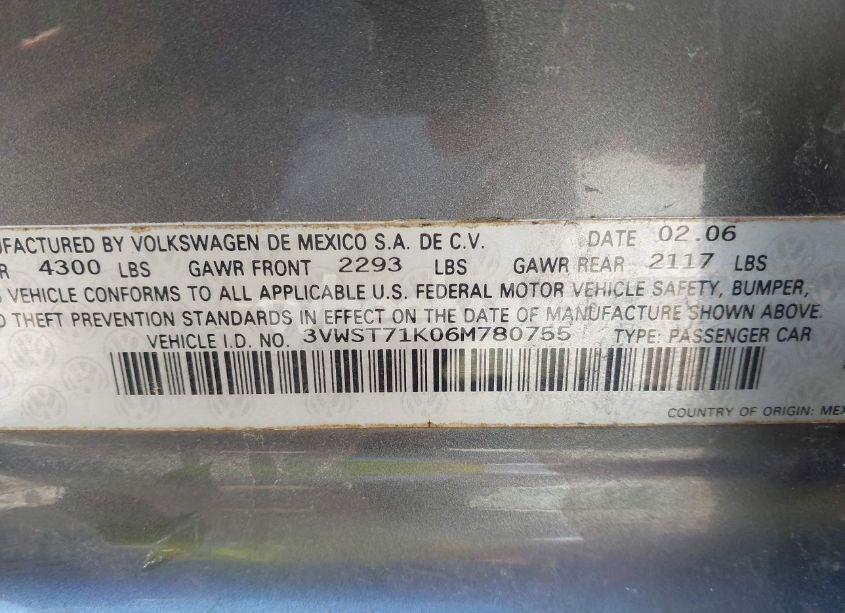 UFACTURED BY VOLKSWAGEN DE MEXICO S.A. DE C.V. DATE 02.06
R 4300 LBS GAWR FRONT 2293 LBS GAWR REAR 2117 LBS
S VEHICLE CONFORMS TO ALL APPLICABLE U.S. FEDERAL MOTOR VEHICLE SAFETY, BUMPER,
D THEFT PREVENTION STANDARDS IN EFFECT ON THE DATE OF MANUFACTURE SHOWN ABOVE.
VEHICLE I.D. NO. 3VWST71K06M780755 TYPE: PASSENGER CAR
COUNTRY OF ORIGIN: MEX